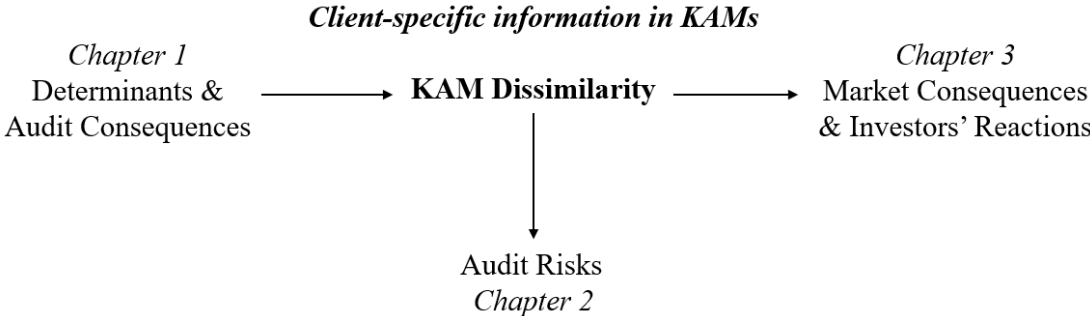 Client-specific information in KAMs
Chapter 1
Determinants &
Audit Consequences
KAM Dissimilarity
Chapter 3
Market Consequences
& Investors’ Reactions
Audit Risks
Chapter 2